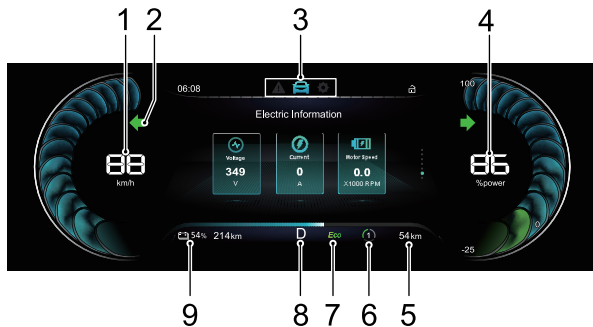 1 2 3 4
06:08
100
Electric Information
Voltage Current Motor Speed
349 0 0.0
V A X1000 RPM
88
km/h
86
%power
0
-25
54% 214km D Eco 1 54km
9 8 7 6 5